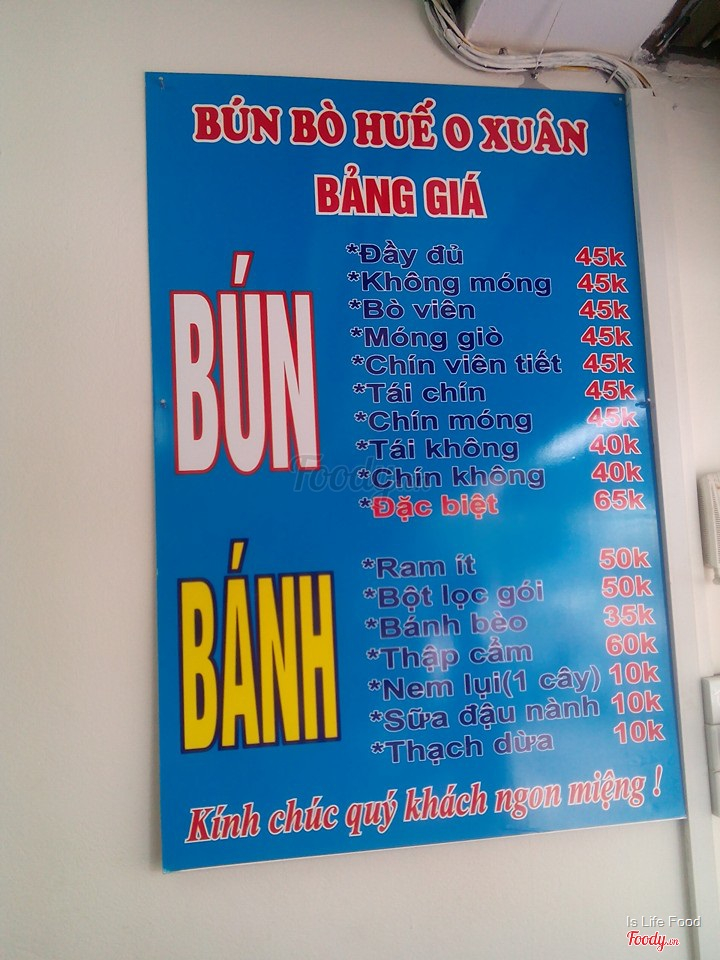 BÚN BÒ HUẾ O XUÂN
BẢNG GIÁ
BÚN
*Đầy đủ 45k
*Không móng 45k
*Bò viên 45k
*Móng giò 45k
*Chín viên tiết 45k
*Tái chín 45k
*Chín móng 45k
*Tái không 40k
*Chín không 40k
*Đặc biệt 65k
Foody
BÁNH
*Ram ít 50k
*Bột lọc gói 50k
*Bánh bèo 35k
*Thập cẩm 60k
*Nem lụi(1 cây) 10k
*Sữa đậu nành 10k
*Thạch dừa 10k
Kính chúc quý khách ngon miệng !
Is Life Food
Foody.vn